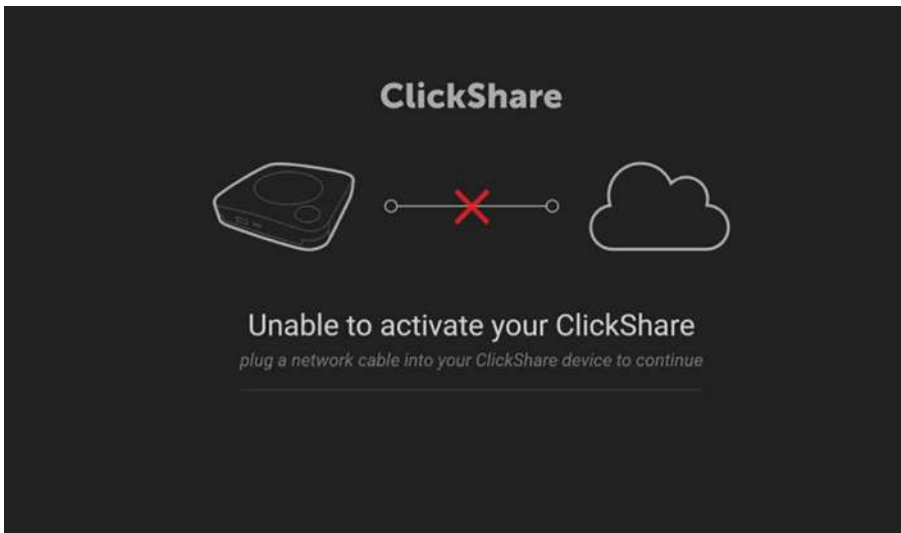 ClickShare
Unable to activate your ClickShare
plug a network cable into your ClickShare device to continue